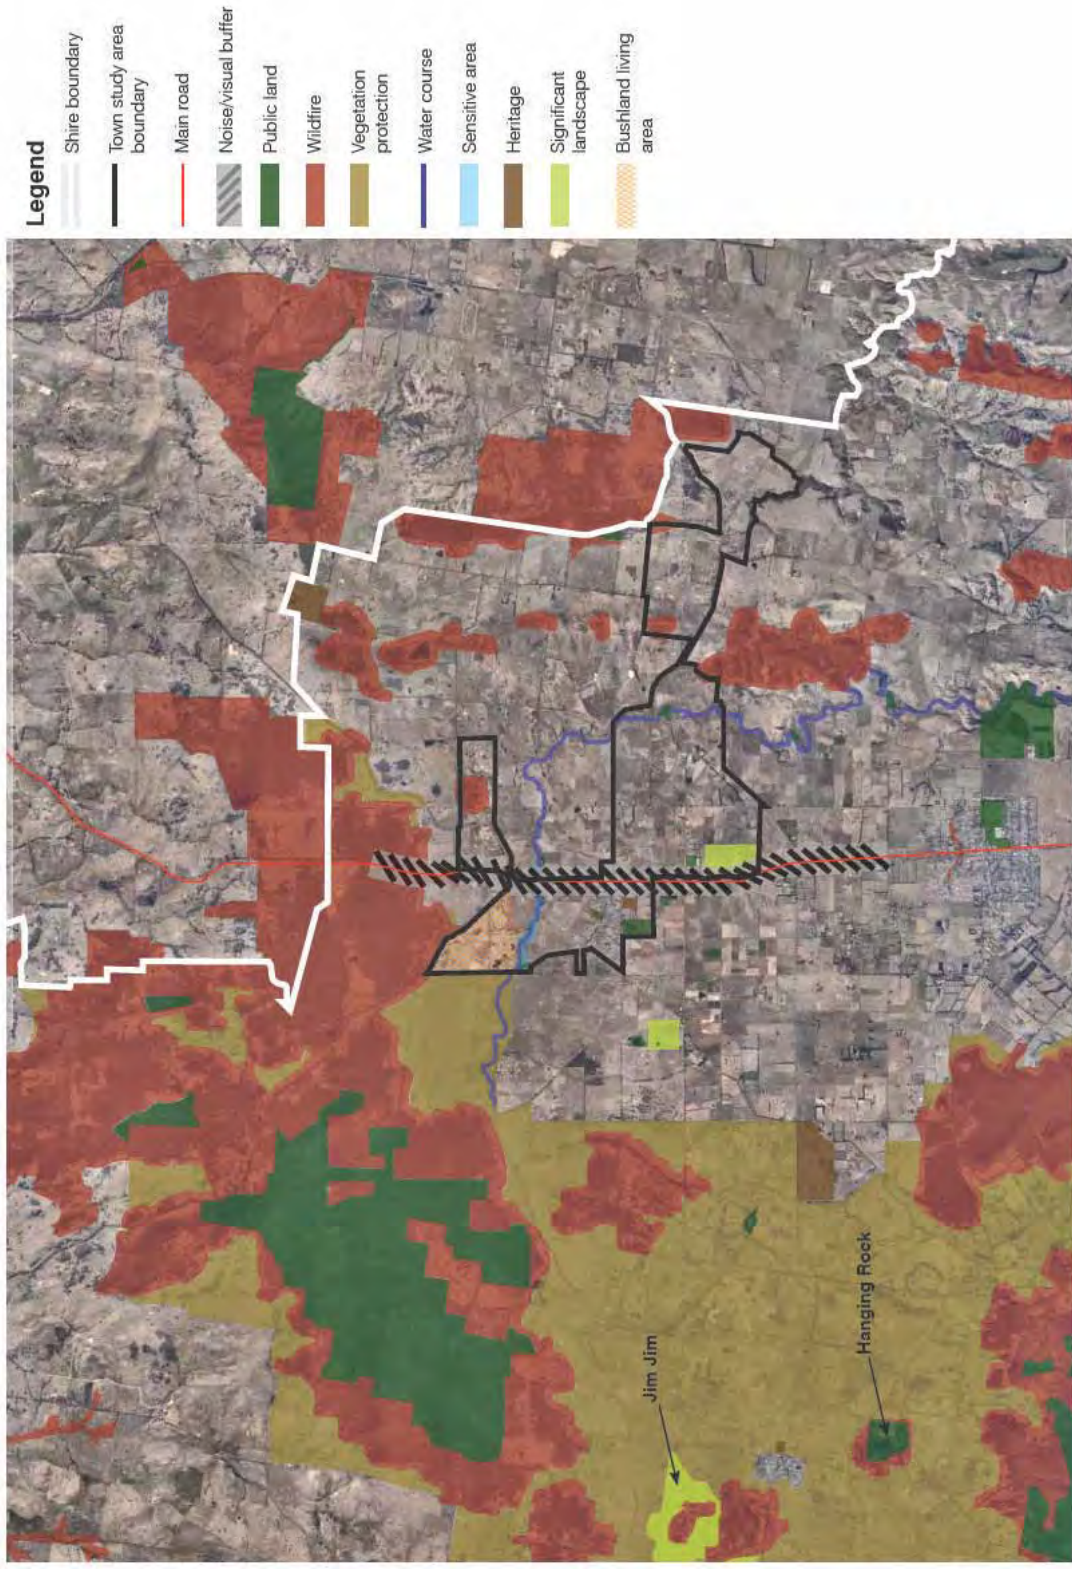 Legend
Shire boundary
Town study area
boundary
Main road
Noise/visual buffer
Public land
Wildfire
Vegetation
protection
Water course
Sensitive area
Heritage
Significant
landscape
Bushland living
area
Jim Jim
Hanging Rock